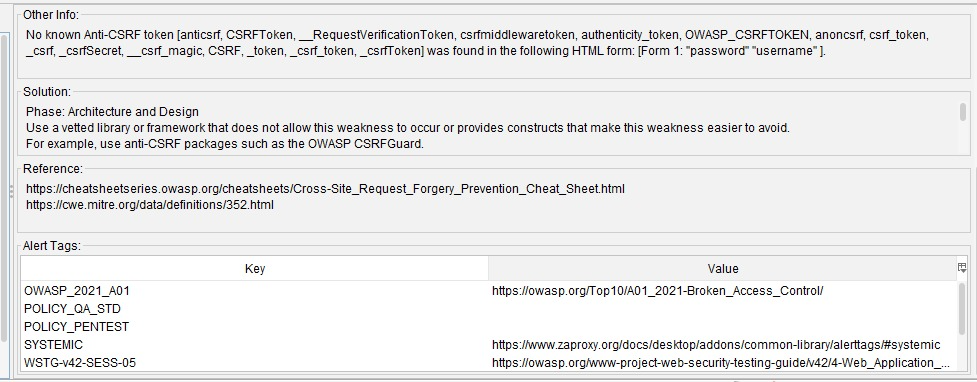 Other Info:
No known Anti-CSRF token [anticsrf, CSRFToken, __RequestVerificationToken, csrfmiddlewaretoken, authenticity_token, OWASP_CSRFTOKEN, anoncsrf, csrf_token,
_csrf, _csrfSecret, __csrf_magic, CSRF, _token, _csrf_token, _csrfToken] was found in the following HTML form: [Form 1: "password" "username" ].
Solution:
Phase: Architecture and Design
Use a vetted library or framework that does not allow this weakness to occur or provides constructs that make this weakness easier to avoid.
For example, use anti-CSRF packages such as the OWASP CSRFGuard.
Reference:
https://cheatsheetseries.owasp.org/cheatsheets/Cross-Site_Request_Forgery_Prevention_Cheat_Sheet.html
https://cwe.mitre.org/data/definitions/352.html
Alert Tags:
Key Value
OWASP_2021_A01 https://owasp.org/Top10/A01_2021-Broken_Access_Control/
POLICY_QA_STD
POLICY_PENTEST
SYSTEMIC https://www.zaproxy.org/docs/desktop/addons/common-library/alerttags/#systemic
WSTG-v42-SESS-05 https://owasp.org/www-project-web-security-testing-guide/v42/4-Web_Application_...